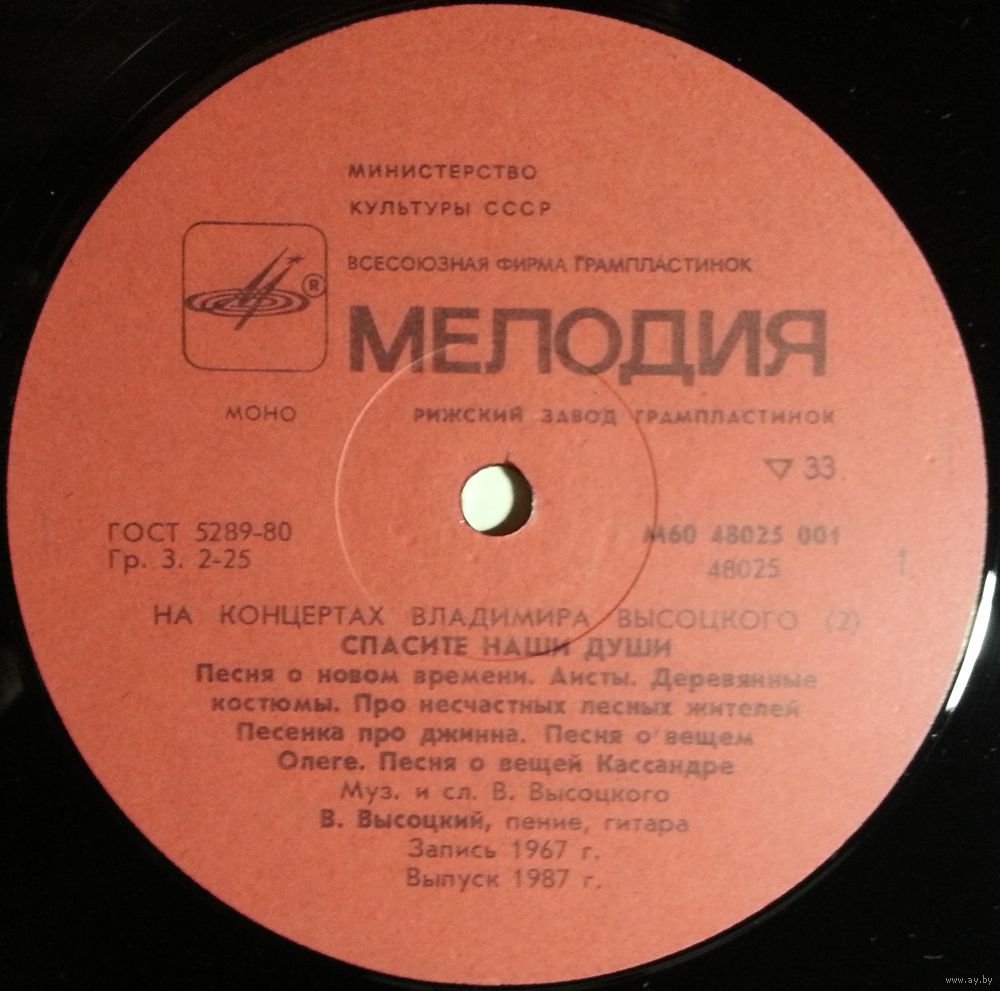 МИНИСТЕРСТВО
КУЛЬТУРЫ СССР
ВСЕСОЮЗНАЯ ФИРМА ГРАМПЛАСТИНОК
®
МЕЛОДИЯ
МОНО РИЖСКИЙ ЗАВОД ГРАМПЛАСТИНОК
▽ 33
ГОСТ 5289-80 М60 48025 001
Гр. 3. 2-25 48025 1
НА КОНЦЕРТАХ ВЛАДИМИРА ВЫСОЦКОГО (2)
СПАСИТЕ НАШИ ДУШИ
Песня о новом времени. Аисты. Деревянные
костюмы. Про несчастных лесных жителей
Песенка про джинна. Песня о вещем
Олеге. Песня о вещей Кассандре
Муз. и сл. В. Высоцкого
В. Высоцкий, пение, гитара
Запись 1967 г.
Выпуск 1987 г.
www.ay.by